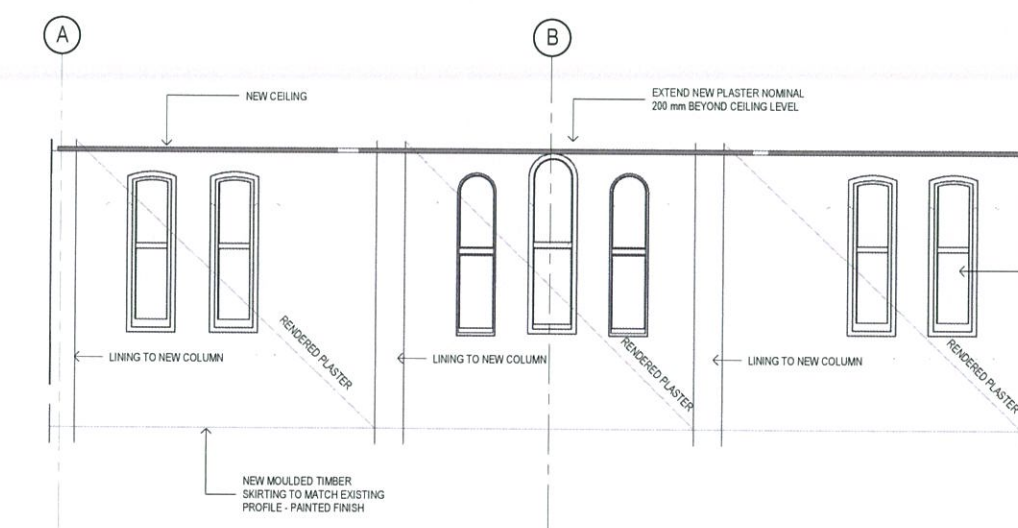 A
B
NEW CEILING
EXTEND NEW PLASTER NOMINAL
200 mm BEYOND CEILING LEVEL
RENDERED PLASTER
RENDERED PLASTER
RENDERED PLASTER
LINING TO NEW COLUMN
LINING TO NEW COLUMN
LINING TO NEW COLUMN
NEW MOULDED TIMBER
SKIRTING TO MATCH EXISTING
PROFILE - PAINTED FINISH